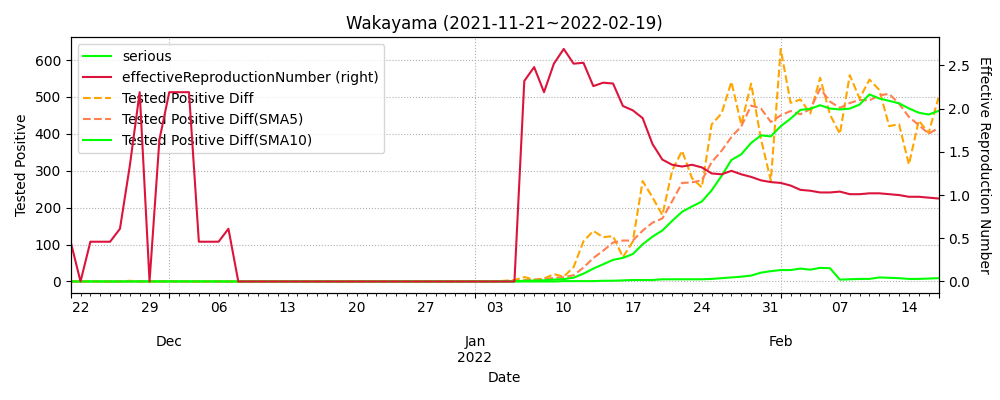 Wakayama (2021-11-21~2022-02-19)
serious
effectiveReproductionNumber (right)
Tested Positive Diff
Tested Positive Diff(SMA5)
Tested Positive Diff(SMA10)
Tested Positive
600
500
400
300
200
100
0
Effective Reproduction Number
2.5
2.0
1.5
1.0
0.5
0.0
22 29 06 13 20 27 03 10 17 24 31 07 14
Dec Jan Feb
2022
Date